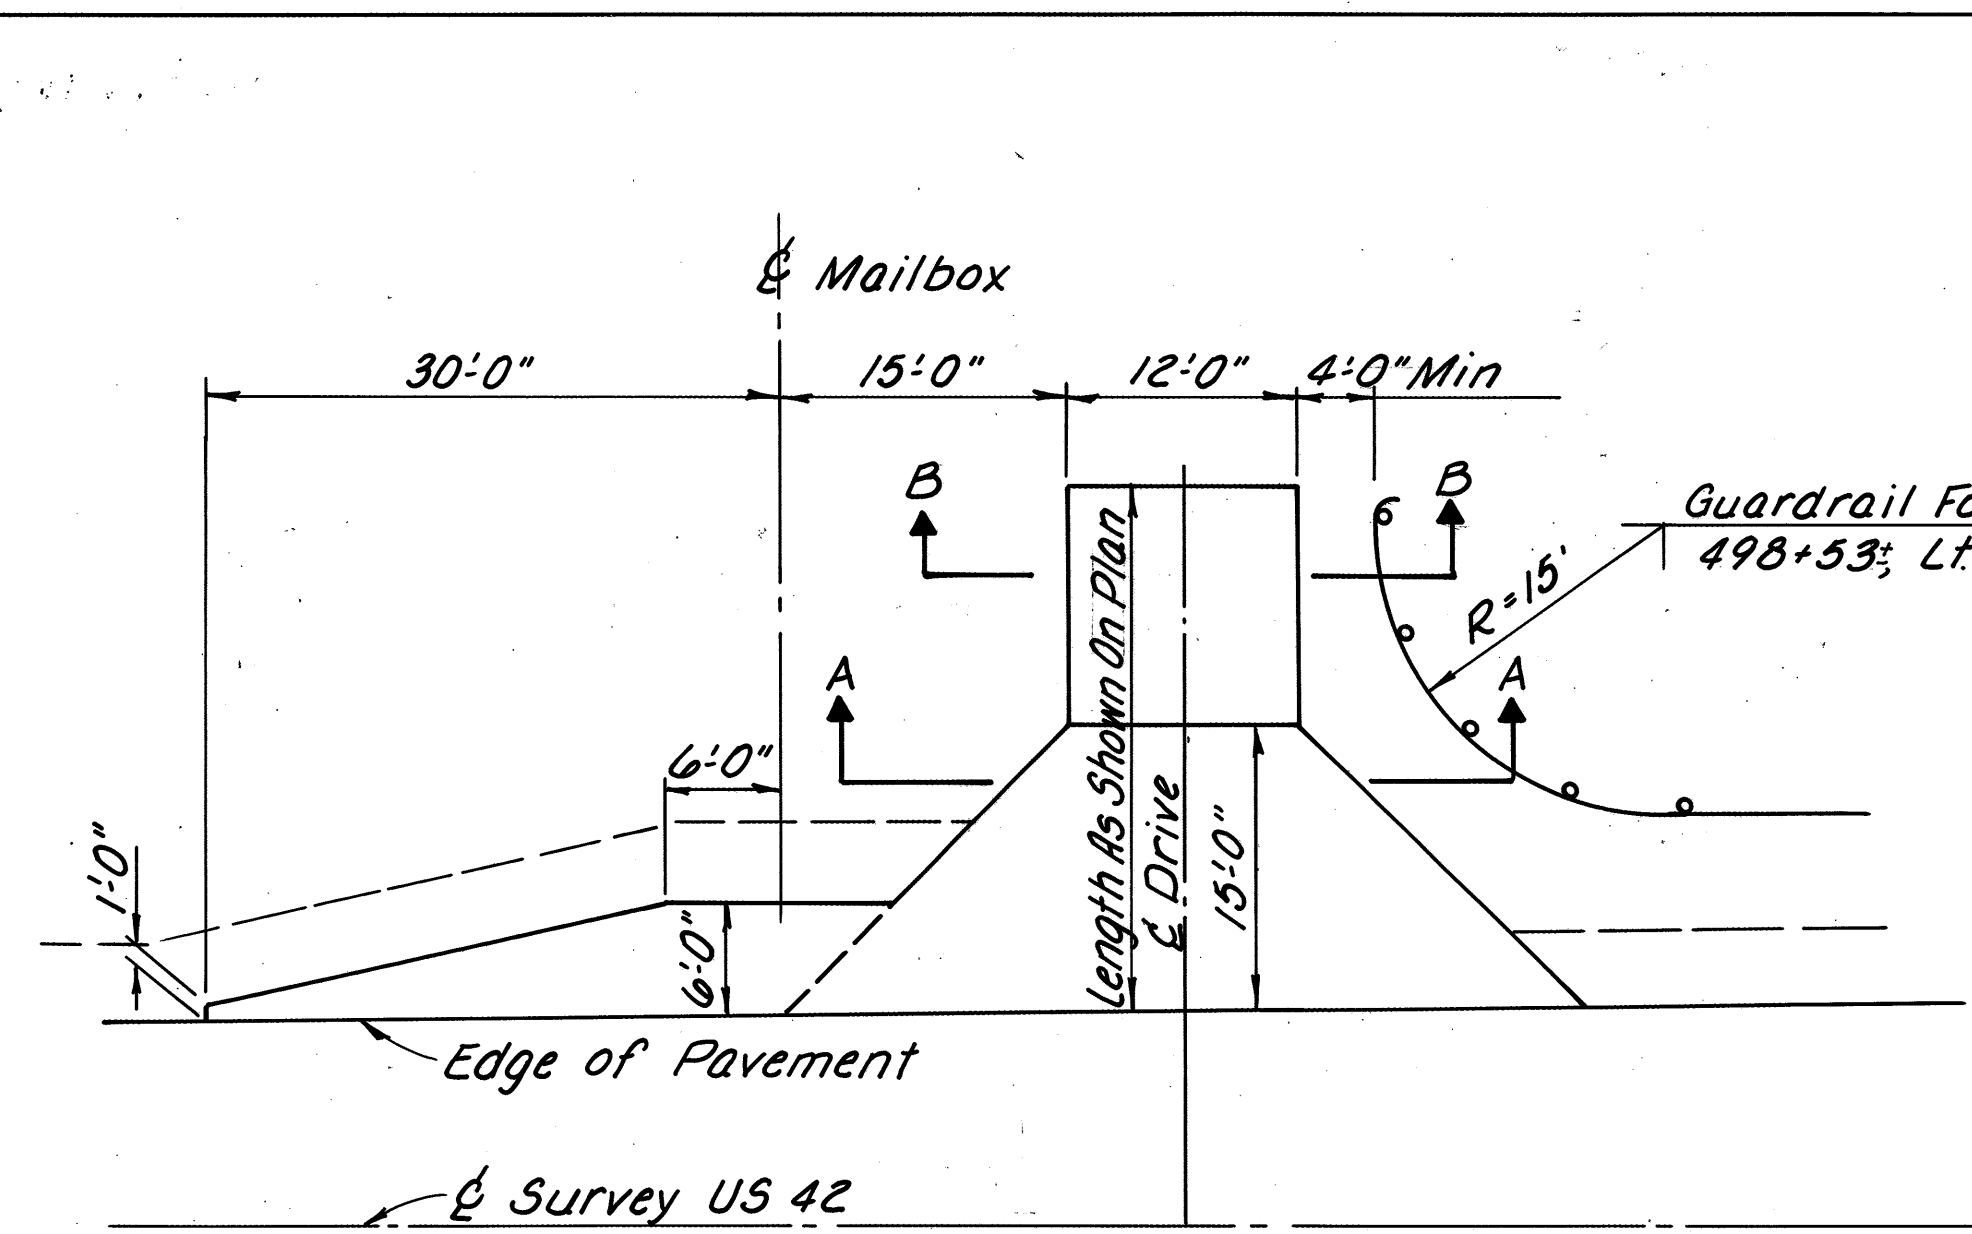 ℄ Mailbox
30'-0" 15'-0" 12'-0" 4'-0" Min
B B
Guardrail
498+53±, Lt.
R=15'
A A
6'-0"
1'-0"
6'-0"
Length As Shown On Plan
℄ Drive
15'-0"
Edge of Pavement
℄ Survey US 42